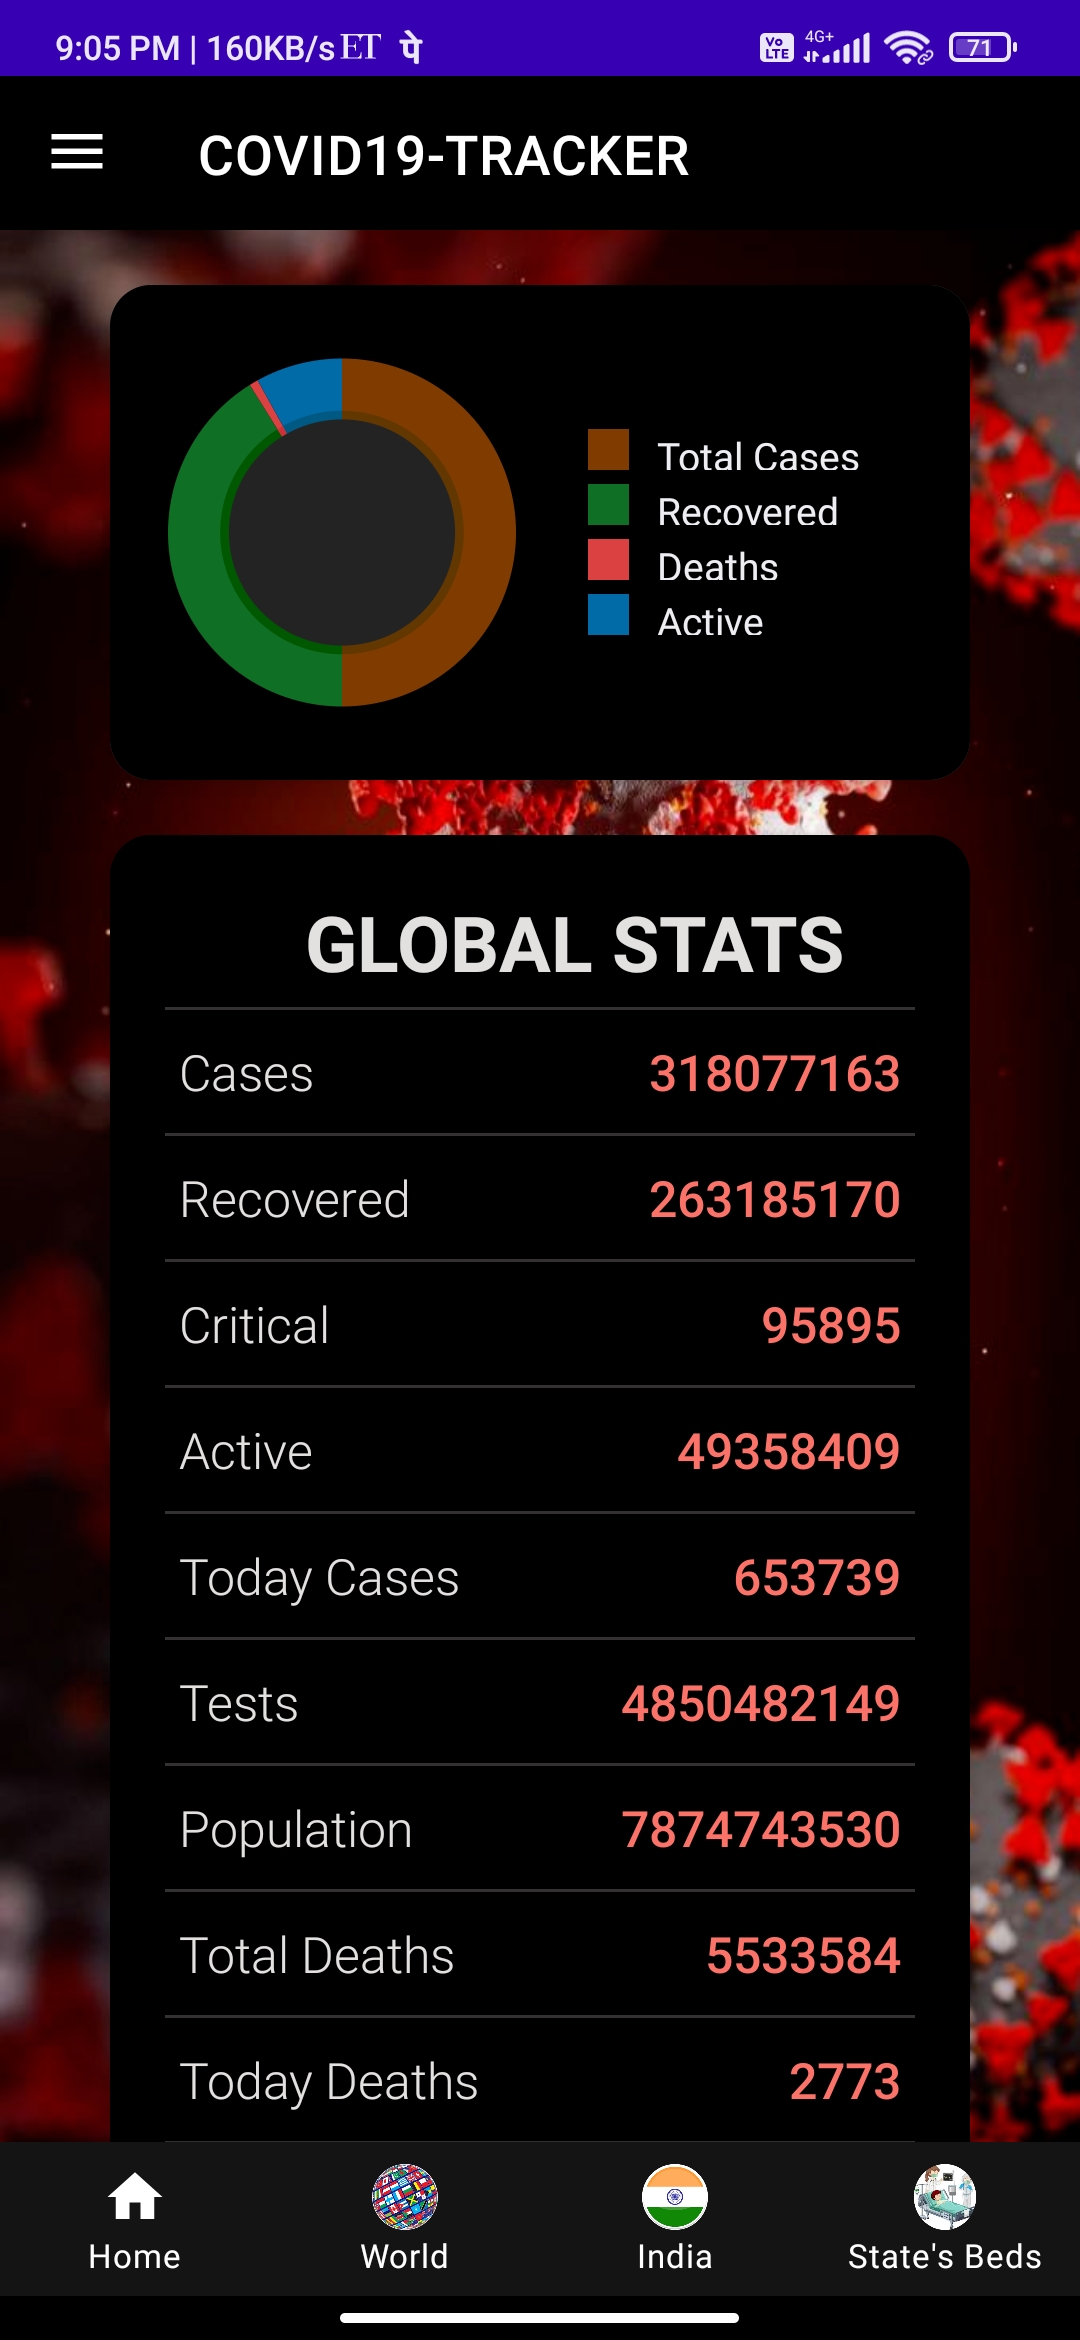 9:05 PM | 160KB/s ET पे Vo LTE 4G+ 71
COVID19-TRACKER
Total Cases
Recovered
Deaths
Active
GLOBAL STATS
Cases 318077163
Recovered 263185170
Critical 95895
Active 49358409
Today Cases 653739
Tests 4850482149
Population 7874743530
Total Deaths 5533584
Today Deaths 2773
Home World India State's Beds